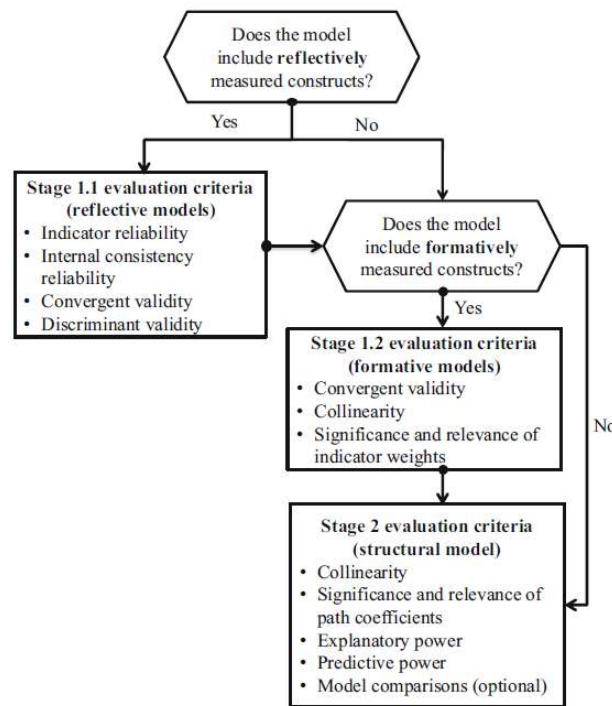 Does the model
include reflectively
measured constructs?
Yes
No
Stage 1.1 evaluation criteria
(reflective models)
• Indicator reliability
• Internal consistency
reliability
• Convergent validity
• Discriminant validity
Does the model
include formatively
measured constructs?
Yes
No
Stage 1.2 evaluation criteria
(formative models)
• Convergent validity
• Collinearity
• Significance and relevance of
indicator weights
Stage 2 evaluation criteria
(structural model)
• Collinearity
• Significance and relevance of
path coefficients
• Explanatory power
• Predictive power
• Model comparisons (optional)